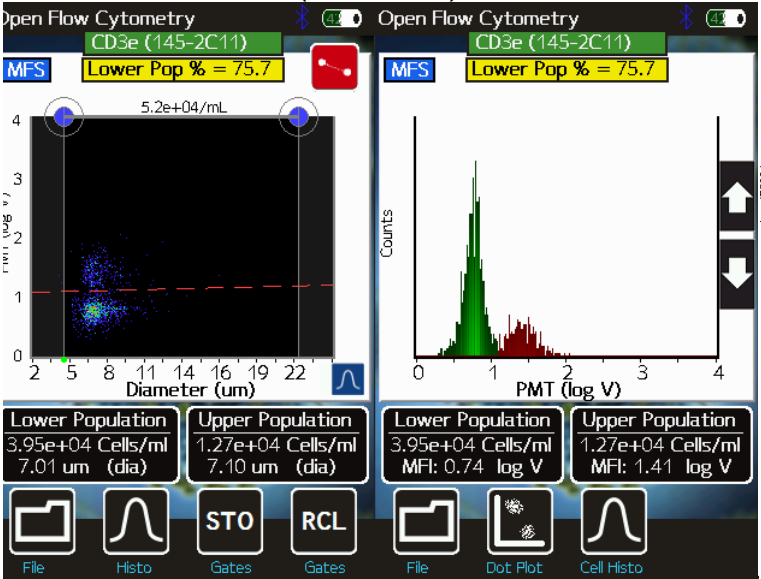 Open Flow Cytometry
CD3e (145-2C11)
MFS
Lower Pop % = 75.7
5.2e+04/mL
4
3
2
1
0
PMT (log V)
2 5 8 11 14 16 19 22
Diameter (um)
Lower Population
3.95e+04 Cells/ml
7.01 um (dia)
Upper Population
1.27e+04 Cells/ml
7.10 um (dia)
File
Histo
STO
Gates
RCL
Gates
Open Flow Cytometry
42
CD3e (145-2C11)
MFS
Lower Pop % = 75.7
Counts
0 1 2 3 4
PMT (log V)
Lower Population
3.95e+04 Cells/ml
MFI: 0.74 log V
Upper Population
1.27e+04 Cells/ml
MFI: 1.41 log V
File
Dot Plot
Cell Histo